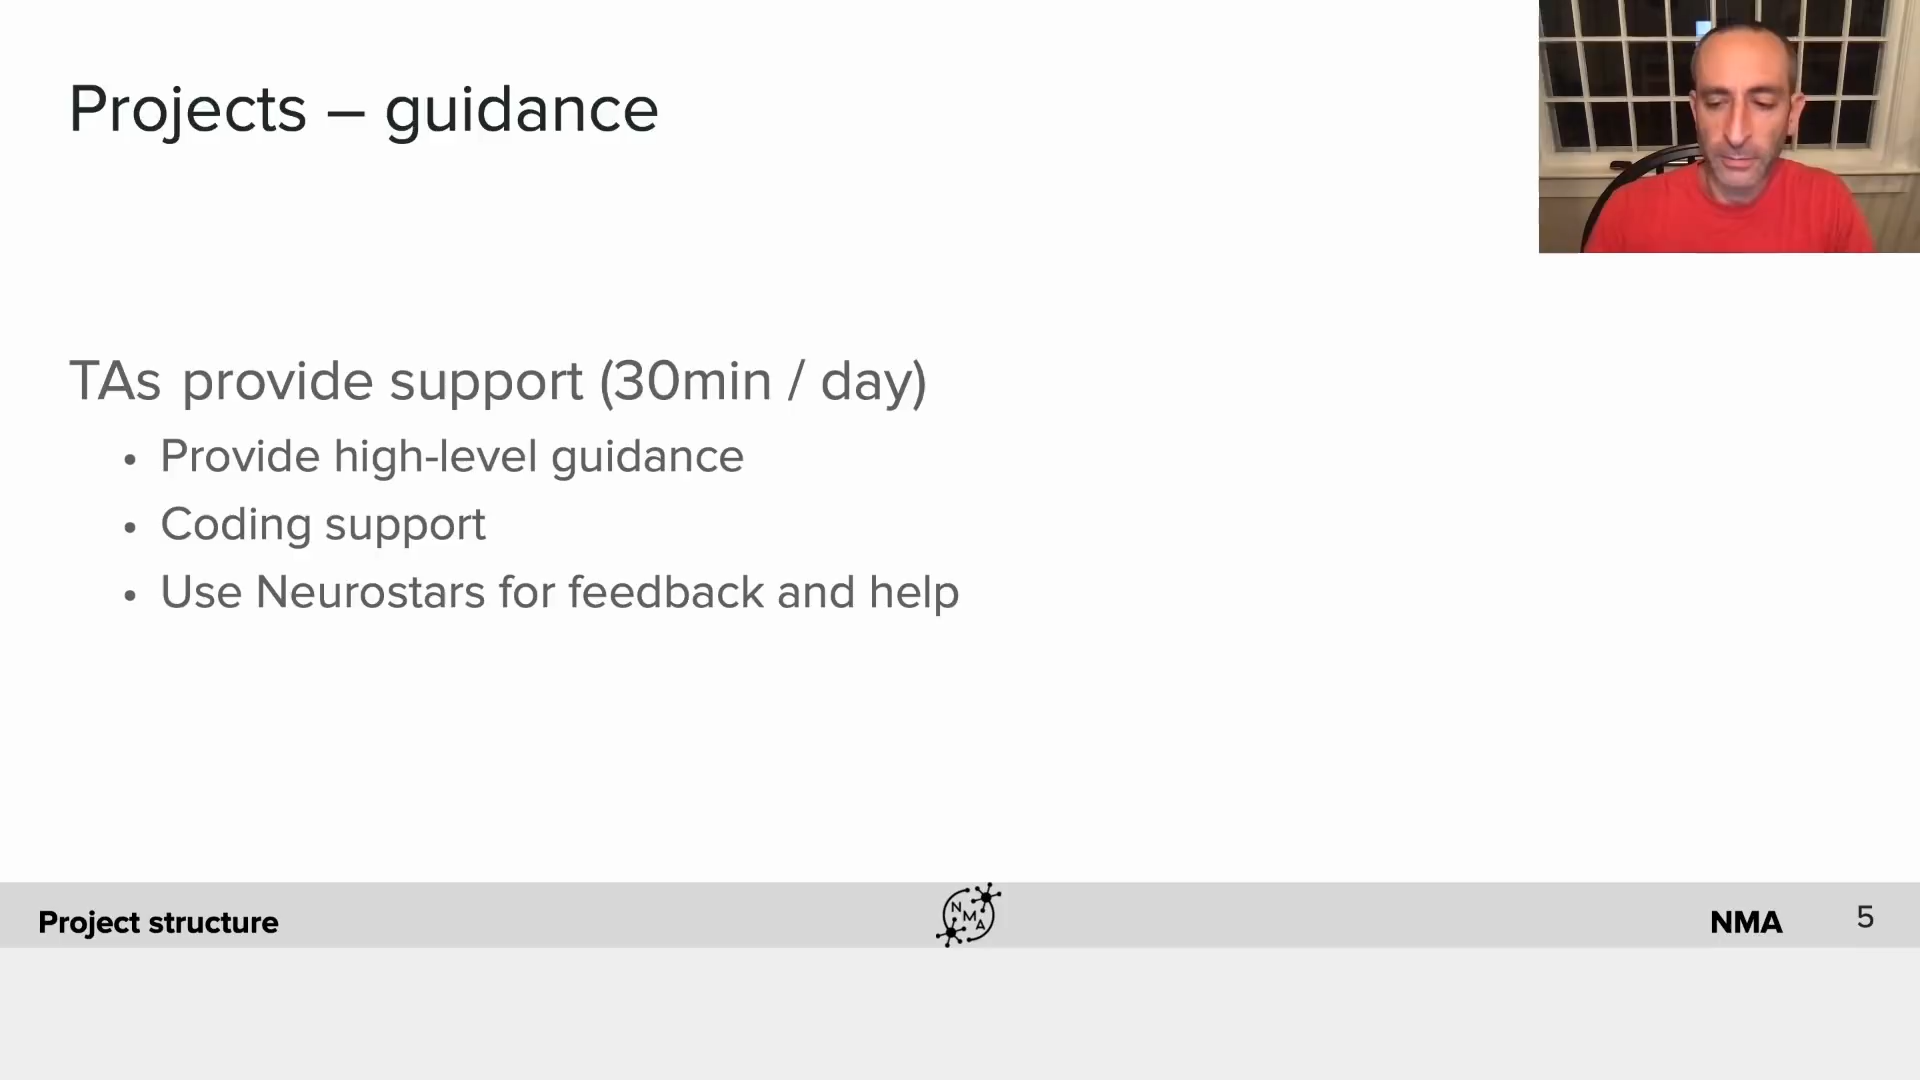 Projects – guidance
TAs provide support (30min / day)
• Provide high-level guidance
• Coding support
• Use Neurostars for feedback and help
Project structure
N
M
A
NMA
5